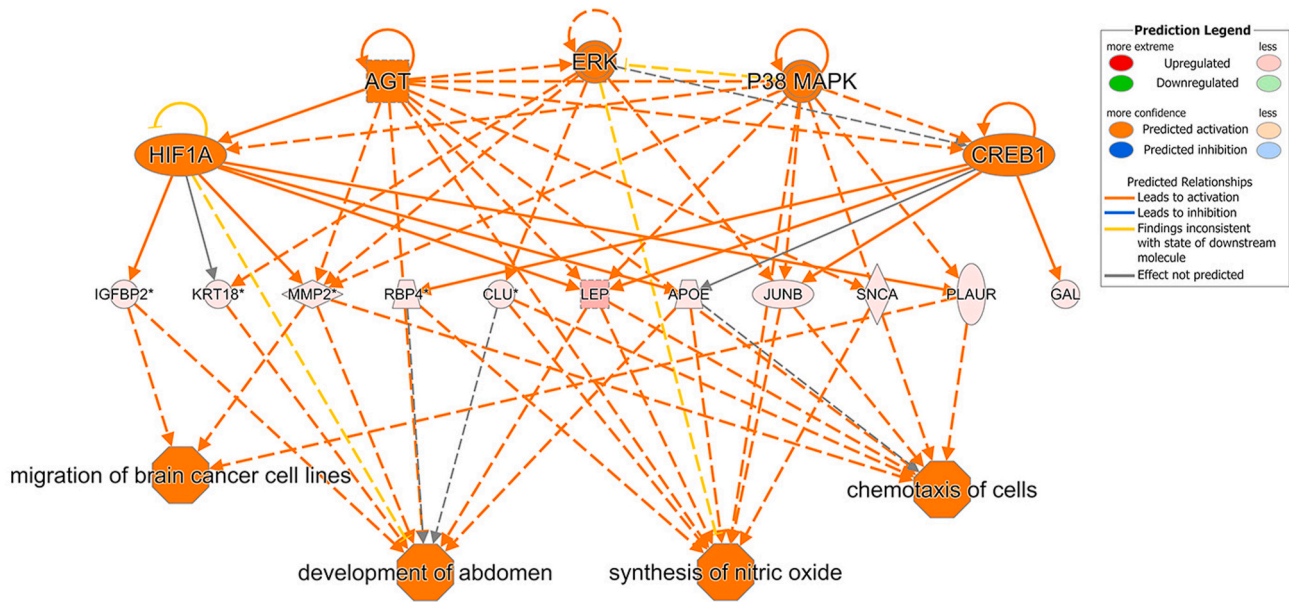 AGT
ERK
P38 MAPK
HIF1A
CREB1
IGFBP2*
KRT18*
MMP2*
RBP4*
CLU*
LEP
APOE
JUNB
SNCA
PLAUR
GAL
migration of brain cancer cell lines
chemotaxis of cells
development of abdomen
synthesis of nitric oxide
Prediction Legend
more extreme less
Upregulated
Downregulated
more confidence less
Predicted activation
Predicted inhibition
Predicted Relationships
Leads to activation
Leads to inhibition
Findings inconsistent
with state of downstream
molecule
Effect not predicted